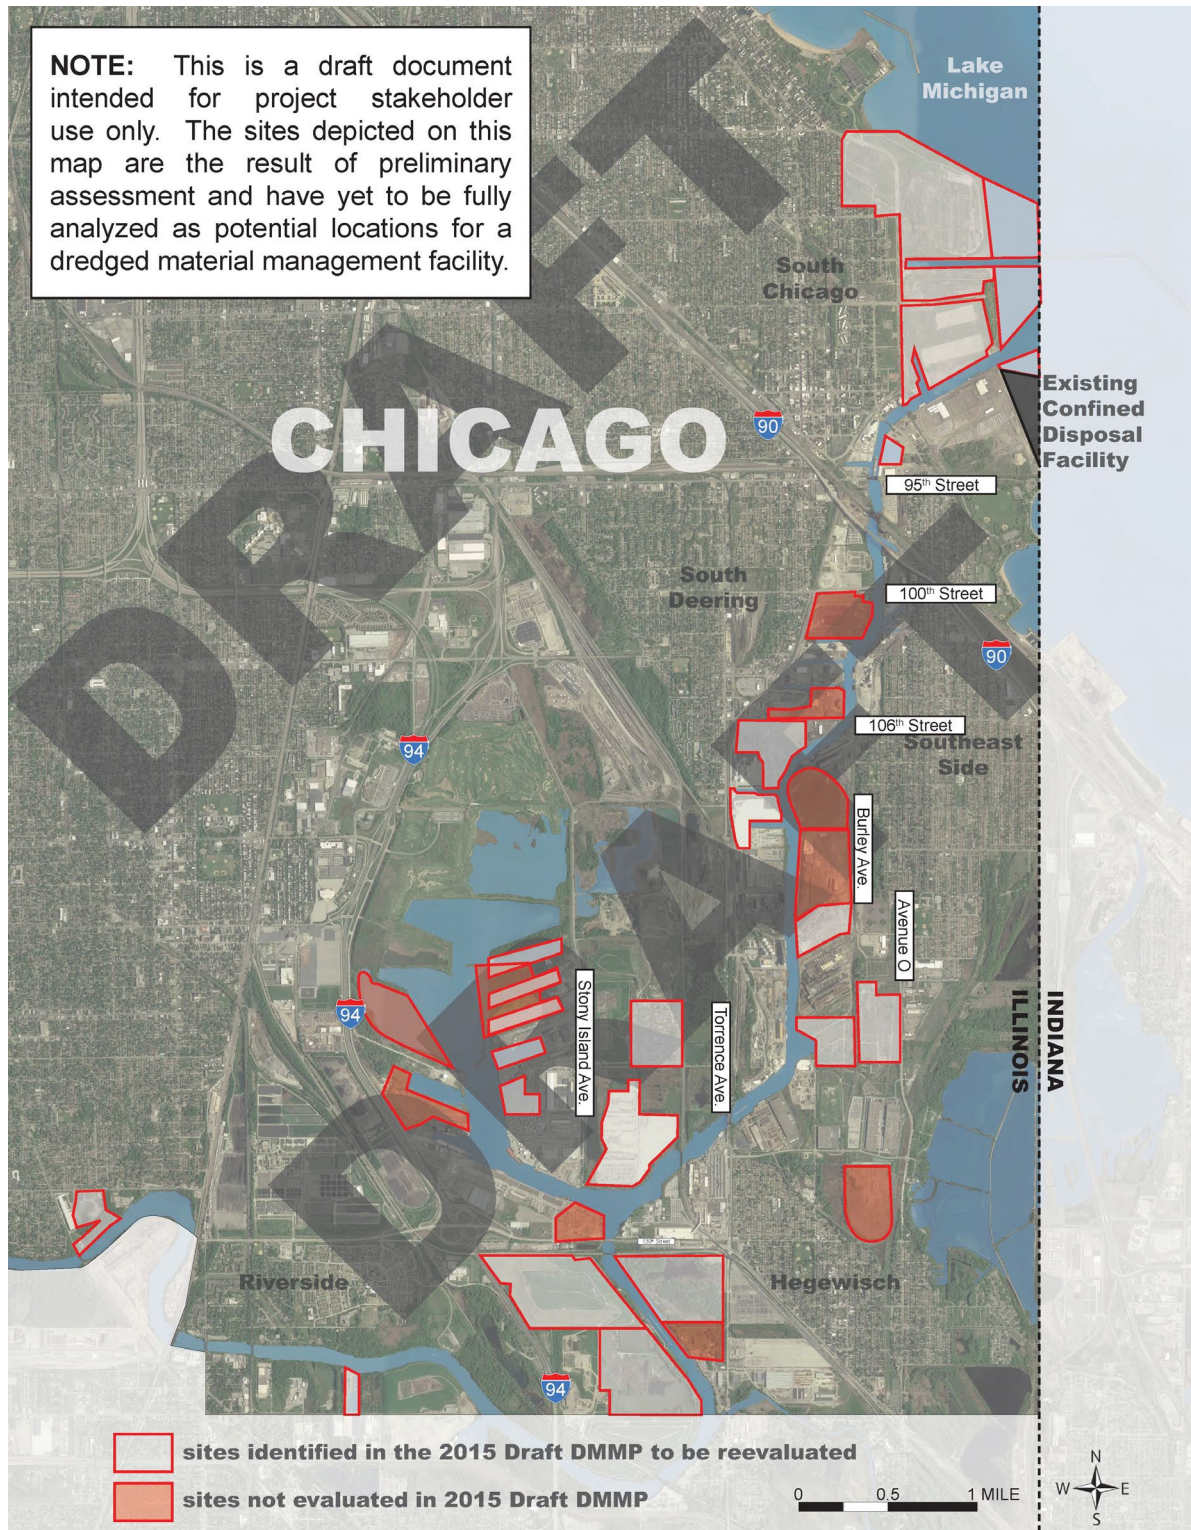 NOTE: This is a draft document
intended for project stakeholder
use only. The sites depicted on this
map are the result of preliminary
assessment and have yet to be fully
analyzed as potential locations for a
dredged material management facility.
Lake
Michigan
DRAFT
South
Chicago
CHICAGO
90
Existing
Confined
Disposal
Facility
95th Street
South
Deering
100th Street
90
106th Street
Southeast
Side
94
DRAFT
Burley Ave.
Avenue O
Stony Island Ave.
Torrence Ave.
94
ILLINOIS
INDIANA
130th Street
Riverside
Hegewisch
94
sites identified in the 2015 Draft DMMP to be reevaluated
sites not evaluated in 2015 Draft DMMP
0 0.5 1 MILE
N
W E
S